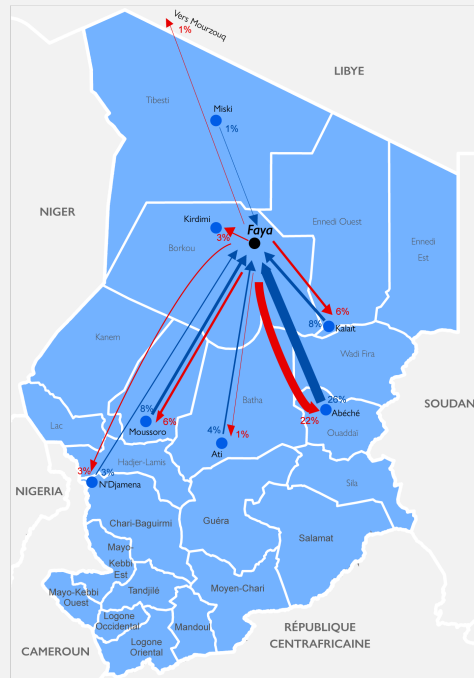 Vers Mourzouq
1%
LIBYE
Tibesti
Miski
1%
NIGER
Kirdimi
Faya
3%
Borkou
Ennedi Ouest
Ennedi
Est
6%
8%
Kalait
Kanem
Wadi Fira
Batha
26%
SOUDAN
8%
Abéché
22%
6%
Lac
Moussoro
4%
1%
Ouaddaï
Ati
Hadjer-Lamis
3%
3%
N'Djamena
Sila
NIGERIA
Chari-Baguirmi
Guéra
Salamat
Mayo-
Kebbi
Est
Mayo-Kebbi
Ouest
Tandjilé
Moyen-Chari
Logone
Occidental
Mandoul
RÉPUBLIQUE
CENTRAFRICAINE
Logone
Oriental
CAMEROUN